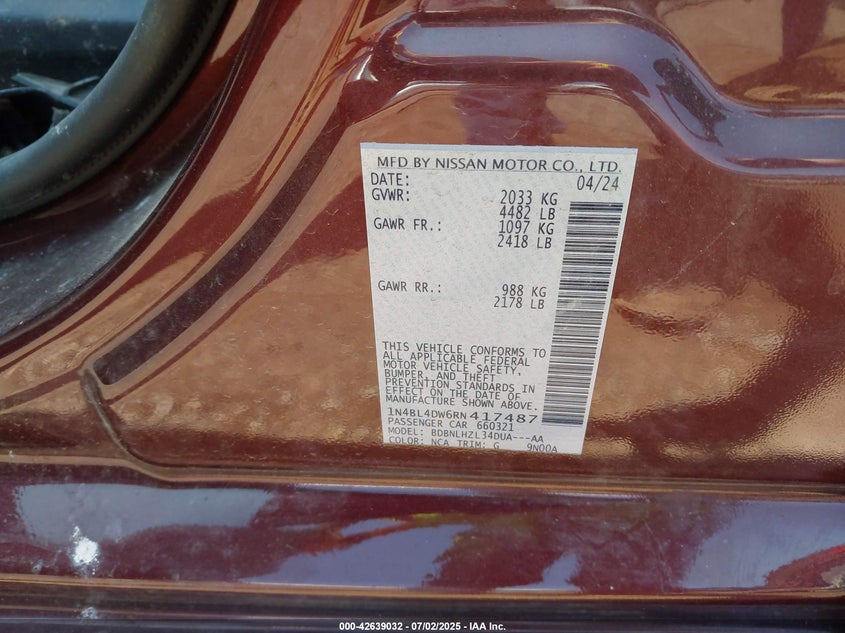 MFD BY NISSAN MOTOR CO., LTD.
DATE: 04/24
GVWR: 2033 KG
4482 LB
GAWR FR.: 1097 KG
2418 LB
GAWR RR.: 988 KG
2178 LB
THIS VEHICLE CONFORMS TO
ALL APPLICABLE FEDERAL
MOTOR VEHICLE SAFETY,
BUMPER, AND THEFT
PREVENTION STANDARDS IN
EFFECT ON THE DATE OF
MANUFACTURE SHOWN ABOVE.
1N4BL4DW6RN417487
PASSENGER CAR 660321
MODEL: BDBNLHZL34DUA---AA
COLOR: NCA TRIM: G 9N00A
000-42639032 - 07/02/2025 - IAA Inc.